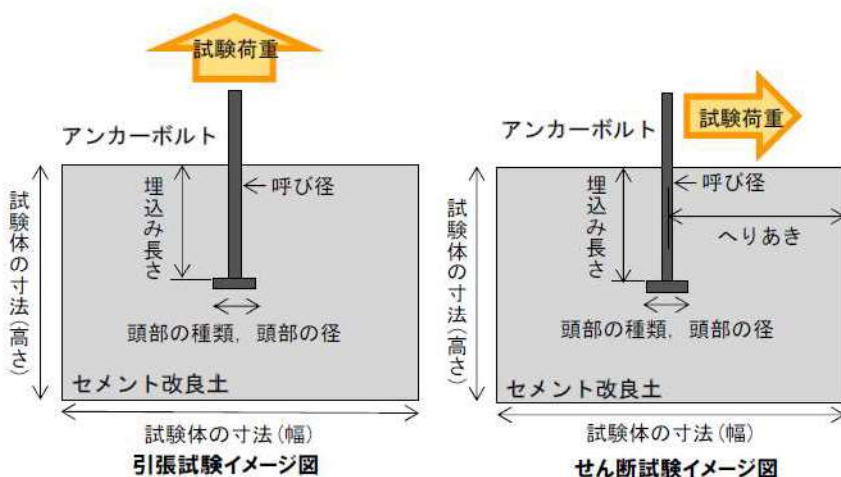 試験荷重
アンカーボルト
埋込み長さ
呼び径
試験体の寸法(高さ)
頭部の種類，頭部の径
セメント改良土
試験体の寸法(幅)
引張試験イメージ図
試験荷重
アンカーボルト
埋込み長さ
呼び径
へりあき
試験体の寸法(高さ)
頭部の種類，頭部の径
セメント改良土
試験体の寸法(幅)
せん断試験イメージ図